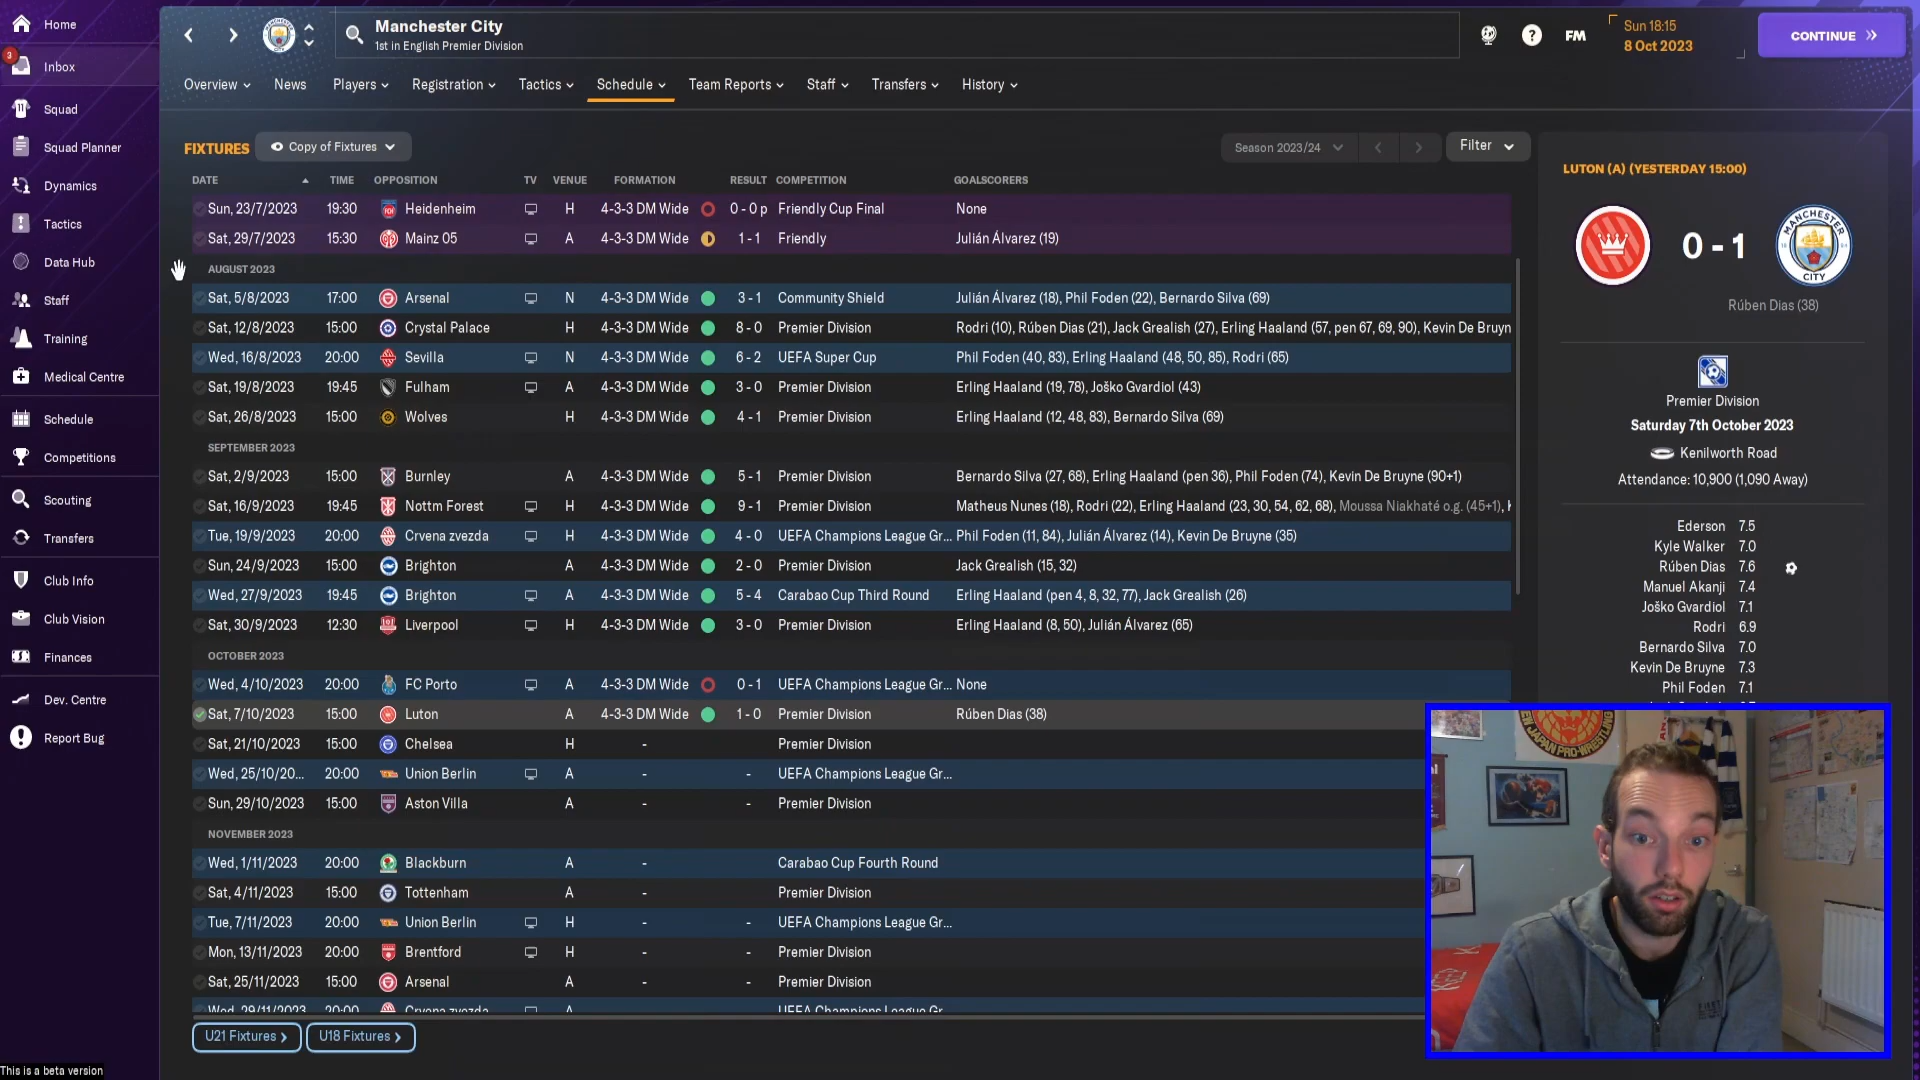 Home
3
Inbox
Squad
Squad Planner
Dynamics
Tactics
Data Hub
Staff
Training
Medical Centre
Schedule
Competitions
Scouting
Transfers
Club Info
Club Vision
Finances
Dev. Centre
Report Bug
This is a beta version
Manchester City
1st in English Premier Division
FM
Sun 18:15
8 Oct 2023
CONTINUE
Overview News Players Registration Tactics Schedule Team Reports Staff Transfers History
FIXTURES Copy of Fixtures Season 2023/24 Filter
DATE TIME OPPOSITION TV VENUE FORMATION RESULT COMPETITION GOALSCORERS
Sun, 23/7/2023 19:30 Heidenheim H 4-3-3 DM Wide 0 - 0 p Friendly Cup Final None
Sat, 29/7/2023 15:30 Mainz 05 A 4-3-3 DM Wide 1 - 1 Friendly Julián Álvarez (19)
AUGUST 2023
Sat, 5/8/2023 17:00 Arsenal N 4-3-3 DM Wide 3 - 1 Community Shield Julián Álvarez (18), Phil Foden (22), Bernardo Silva (69)
Sat, 12/8/2023 15:00 Crystal Palace H 4-3-3 DM Wide 8 - 0 Premier Division Rodri (10), Rúben Dias (21), Jack Grealish (27), Erling Haaland (57, pen 67, 69, 90), Kevin De Bruyn
Wed, 16/8/2023 20:00 Sevilla N 4-3-3 DM Wide 6 - 2 UEFA Super Cup Phil Foden (40, 83), Erling Haaland (48, 50, 85), Rodri (65)
Sat, 19/8/2023 19:45 Fulham A 4-3-3 DM Wide 3 - 0 Premier Division Erling Haaland (19, 78), Joško Gvardiol (43)
Sat, 26/8/2023 15:00 Wolves H 4-3-3 DM Wide 4 - 1 Premier Division Erling Haaland (12, 48, 83), Bernardo Silva (69)
SEPTEMBER 2023
Sat, 2/9/2023 15:00 Burnley A 4-3-3 DM Wide 5 - 1 Premier Division Bernardo Silva (27, 68), Erling Haaland (pen 36), Phil Foden (74), Kevin De Bruyne (90+1)
Sat, 16/9/2023 19:45 Nottm Forest H 4-3-3 DM Wide 9 - 1 Premier Division Matheus Nunes (18), Rodri (22), Erling Haaland (23, 30, 54, 62, 68), Moussa Niakhaté o.g. (45+1),
Tue, 19/9/2023 20:00 Crvena zvezda H 4-3-3 DM Wide 4 - 0 UEFA Champions League Gr... Phil Foden (11, 84), Julián Álvarez (14), Kevin De Bruyne (35)
Sun, 24/9/2023 15:00 Brighton A 4-3-3 DM Wide 2 - 0 Premier Division Jack Grealish (15, 32)
Wed, 27/9/2023 19:45 Brighton A 4-3-3 DM Wide 5 - 4 Carabao Cup Third Round Erling Haaland (pen 4, 8, 32, 77), Jack Grealish (26)
Sat, 30/9/2023 12:30 Liverpool H 4-3-3 DM Wide 3 - 0 Premier Division Erling Haaland (8, 50), Julián Álvarez (65)
OCTOBER 2023
Wed, 4/10/2023 20:00 FC Porto A 4-3-3 DM Wide 0 - 1 UEFA Champions League Gr... None
Sat, 7/10/2023 15:00 Luton A 4-3-3 DM Wide 1 - 0 Premier Division Rúben Dias (38)
Sat, 21/10/2023 15:00 Chelsea H - Premier Division
Wed, 25/10/20... 20:00 Union Berlin A - - UEFA Champions League Gr...
Sun, 29/10/2023 15:00 Aston Villa A - - Premier Division
NOVEMBER 2023
Wed, 1/11/2023 20:00 Blackburn A - Carabao Cup Fourth Round
Sat, 4/11/2023 15:00 Tottenham A - Premier Division
Tue, 7/11/2023 20:00 Union Berlin H - - UEFA Champions League Gr...
Mon, 13/11/2023 20:00 Brentford H - - Premier Division
Sat, 25/11/2023 15:00 Arsenal A - - Premier Division
Wed, 29/11/2023 20:00 Crvena zvezda A UEFA Champions League Gr
U21 Fixtures U18 Fixtures
LUTON (A) (YESTERDAY 15:00)
0 - 1
MANCHESTER
CITY
Rúben Dias (38)
Premier Division
Saturday 7th October 2023
Kenilworth Road
Attendance: 10,900 (1,090 Away)
Ederson 7.5
Kyle Walker 7.0
Rúben Dias 7.6
Manuel Akanji 7.4
Joško Gvardiol 7.1
Rodri 6.9
Bernardo Silva 7.0
Kevin De Bruyne 7.3
Phil Foden 7.1
JAPAN PRO-WRESTLING